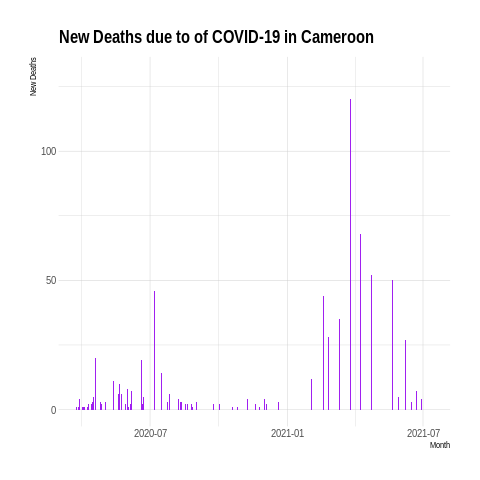 New Deaths due to of COVID-19 in Cameroon
New Deaths
100
50
0
2020-07
2021-01
2021-07
Month